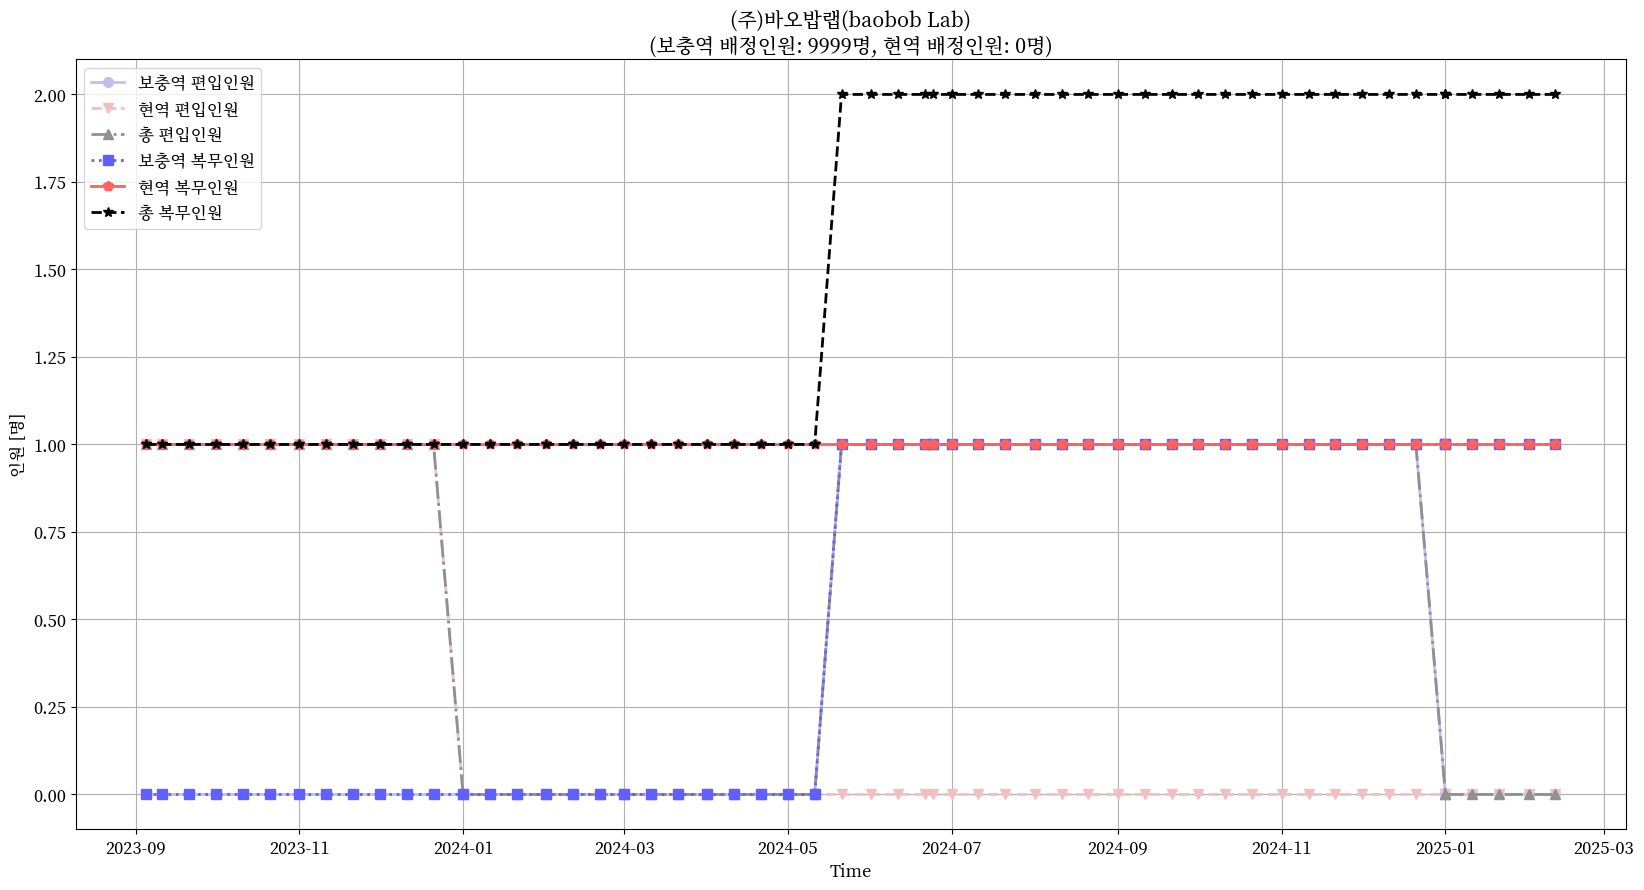 (주)바오밥랩(baobob Lab)
(보충역 배정인원: 9999명, 현역 배정인원: 0명)
보충역 편입인원
현역 편입인원
총 편입인원
보충역 복무인원
현역 복무인원
총 복무인원
2.00
1.75
1.50
1.25
1.00
0.75
0.50
0.25
0.00
인원 [명]
2023-09 2023-11 2024-01 2024-03 2024-05 2024-07 2024-09 2024-11 2025-01 2025-03
Time